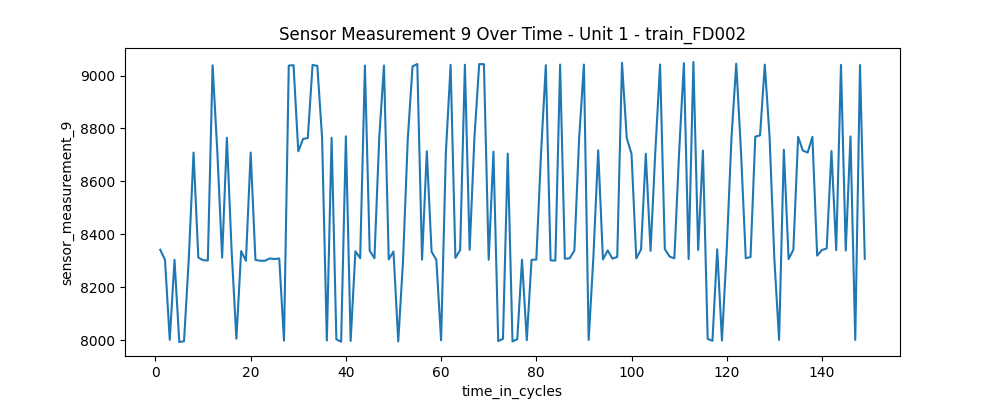 Sensor Measurement 9 Over Time - Unit 1 - train_FD002
9000
8800
8600
8400
8200
8000
sensor_measurement_9
0 20 40 60 80 100 120 140
time_in_cycles